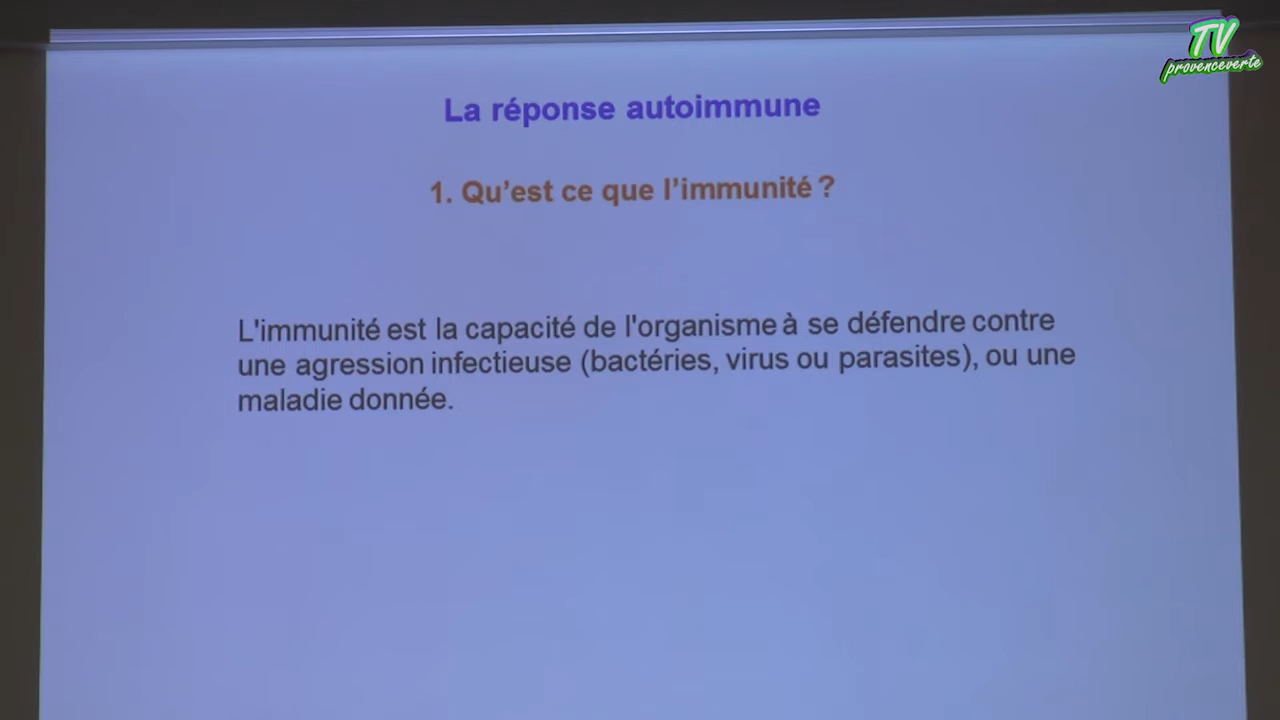 TV
provenceverte
La réponse autoimmune
1. Qu’est ce que l’immunité ?
L'immunité est la capacité de l'organisme à se défendre contre
une agression infectieuse (bactéries, virus ou parasites), ou une
maladie donnée.